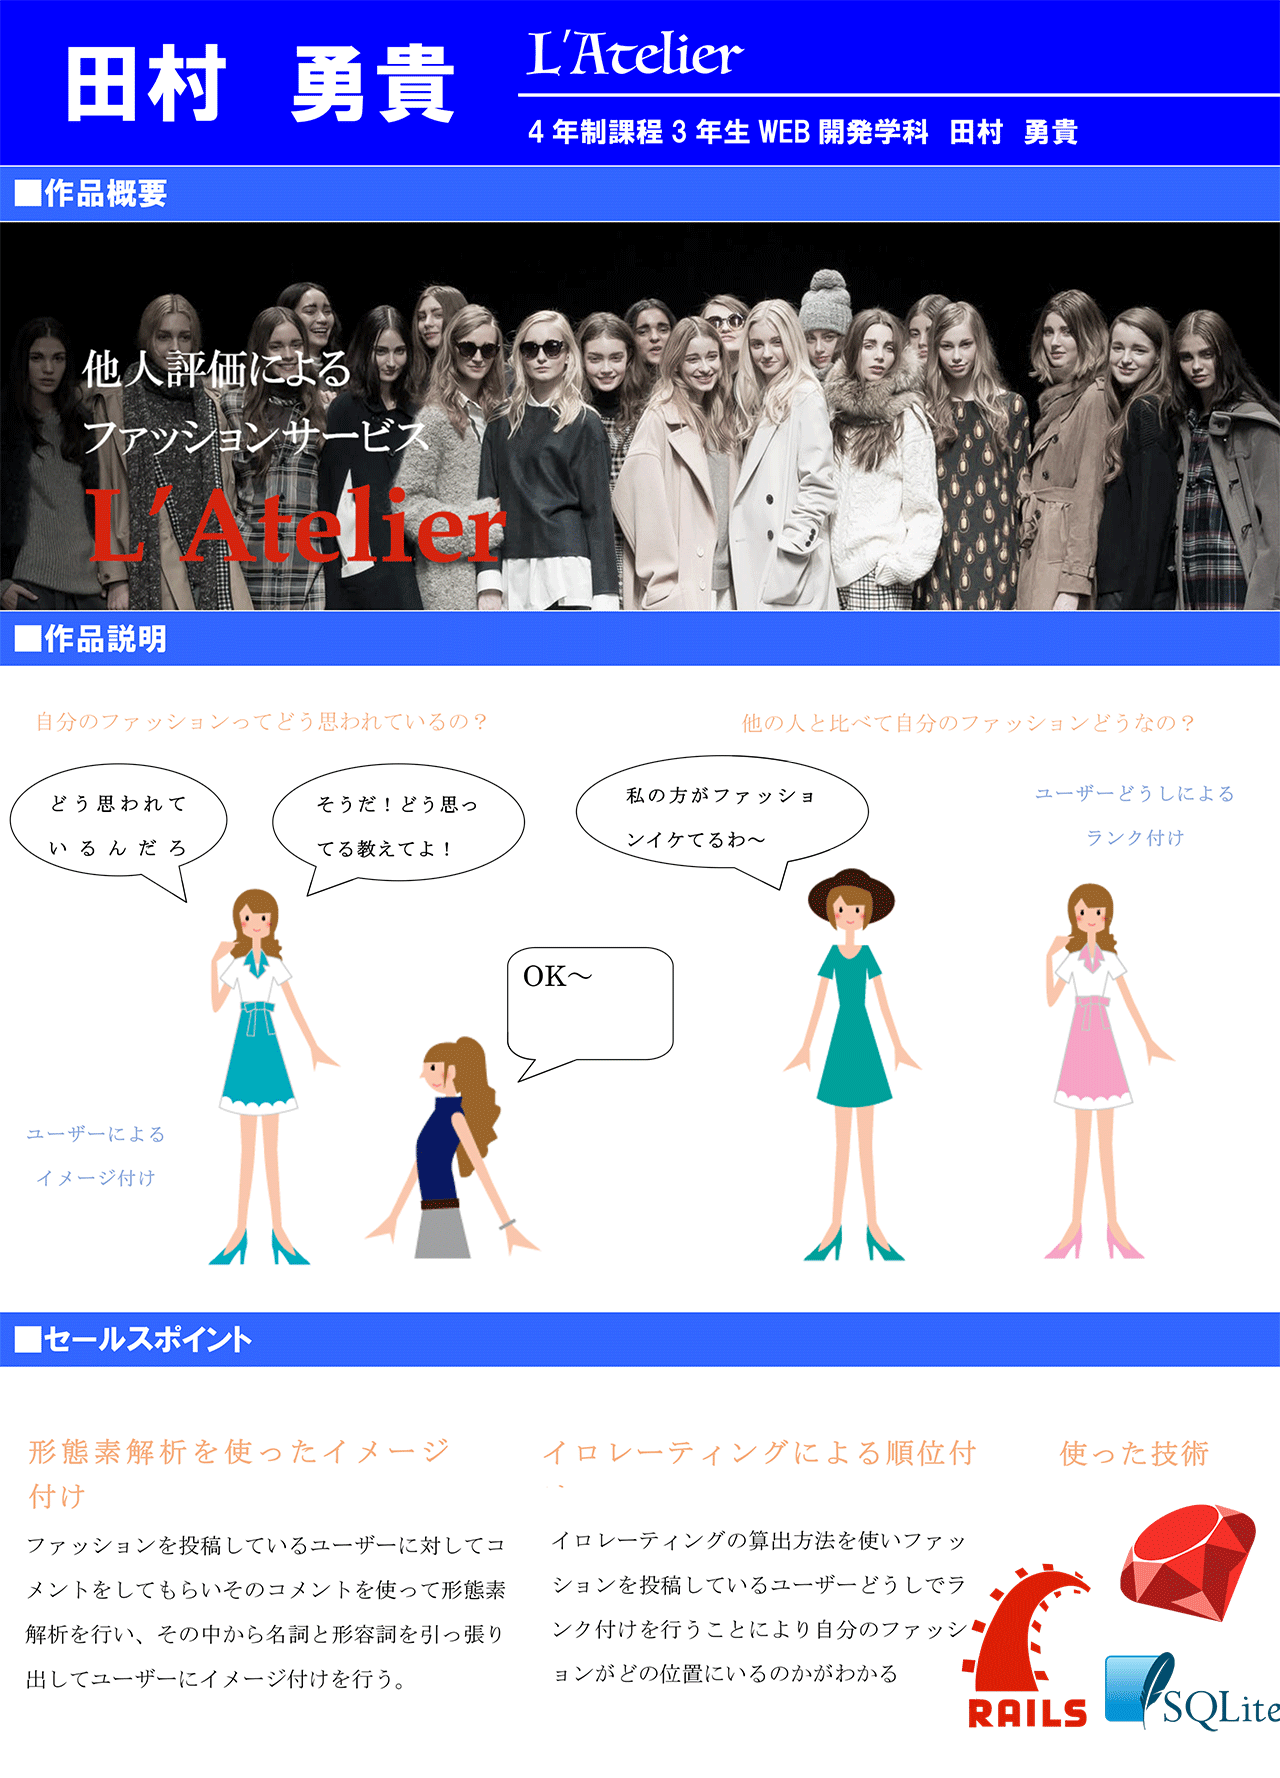 田村　勇貴
L'Atelier
4年制課程3年生WEB開発学科　田村　勇貴
■作品概要
他人評価による
ファッションサービス
L'Atelier
■作品説明
自分のファッションってどう思われているの？
他の人と比べて自分のファッションどうなの？
どう思われて
いるんだろ
そうだ！どう思っ
てる教えてよ！
私の方がファッショ
ンイケてるわ～
ユーザーどうしによる
ランク付け
OK～
ユーザーによる
イメージ付け
■セールスポイント
形態素解析を使ったイメージ
付け
ファッションを投稿しているユーザーに対してコ
メントをしてもらいそのコメントを使って形態素
解析を行い、その中から名詞と形容詞を引っ張り
出してユーザーにイメージ付けを行う。
イロレーティングによる順位付
イロレーティングの算出方法を使いファッ
ションを投稿しているユーザーどうしでラ
ンク付けを行うことにより自分のファッシ
ョンがどの位置にいるのかがわかる
使った技術
RAILS
SQLite